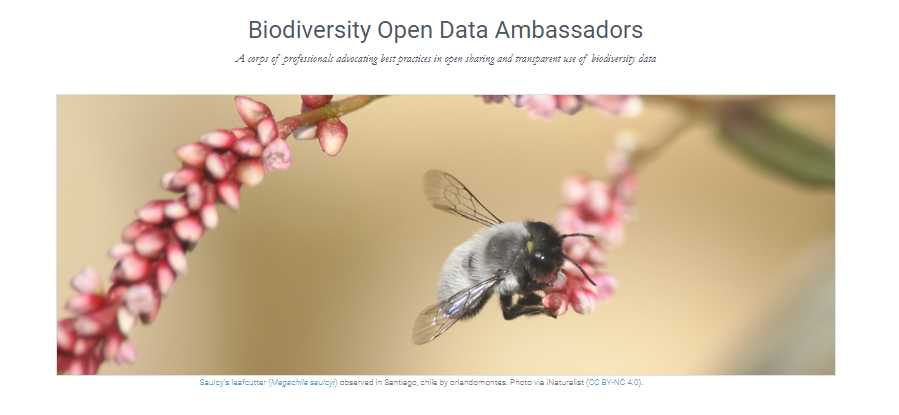 Biodiversity Open Data Ambassadors
A corps of professionals advocating best practices in open sharing and transparent use of biodiversity data
Saulcy's leafcutter (Megachile saulcyi) observed in Santiago, chile by orlandomontes. Photo via iNaturalist (CC BY-NC 4.0).